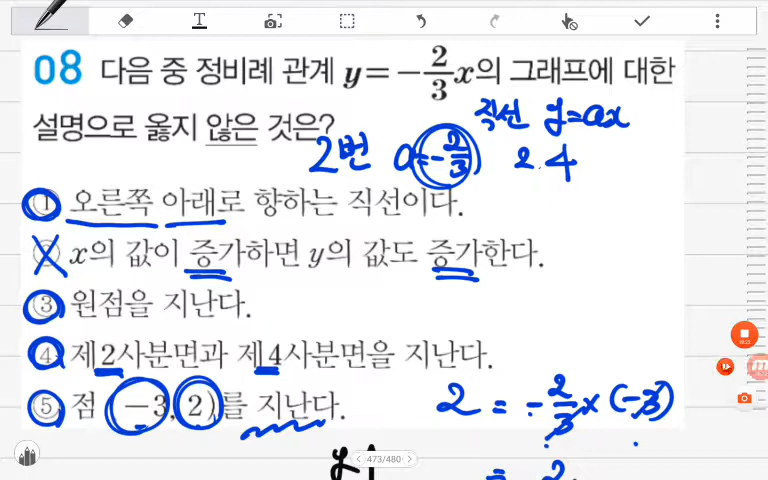 T
08 다음 중 정비례 관계 y=-2/3x의 그래프에 대한
설명으로 옳지 않은 것은?
직선 y=ax
2번 a=-2/3 2.4
① 오른쪽 아래로 향하는 직선이다.
② x의 값이 증가하면 y의 값도 증가한다.
③ 원점을 지난다.
④ 제2사분면과 제4사분면을 지난다.
⑤ 점 (-3, 2)를 지난다.
2 = -2/3 × (-3)
= 2
y
< 473/480 >